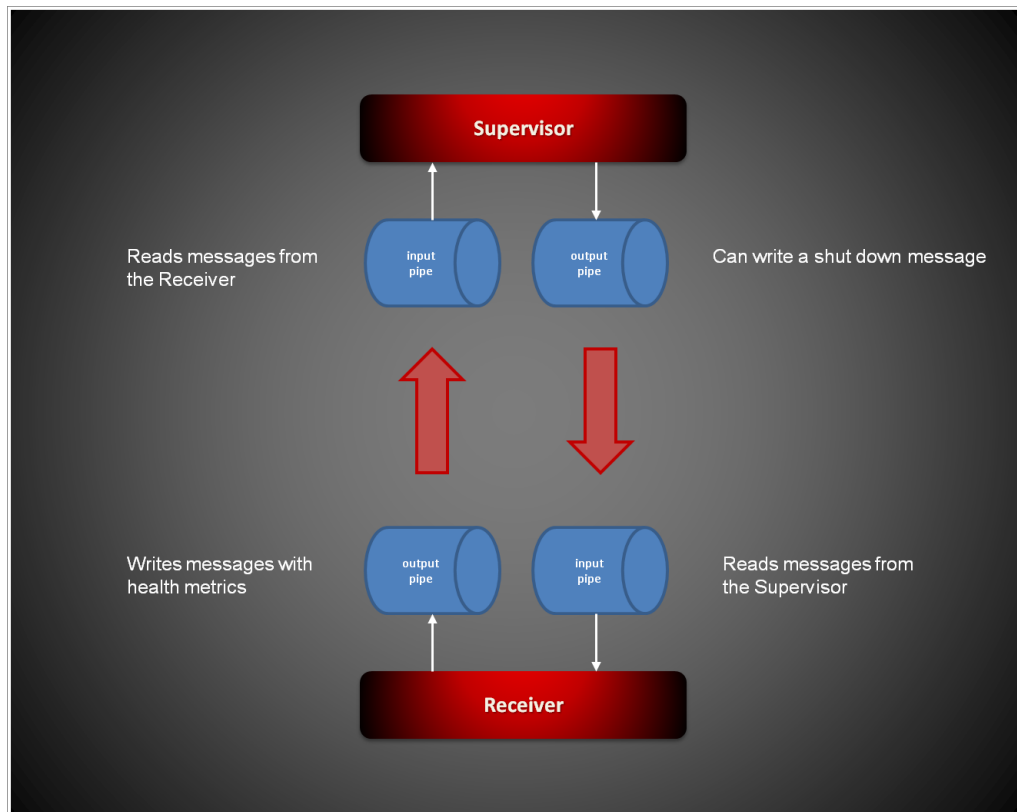 Supervisor
Reads messages from
the Receiver
input
pipe
output
pipe
Can write a shut down message
Writes messages with
health metrics
output
pipe
input
pipe
Reads messages from
the Supervisor
Receiver